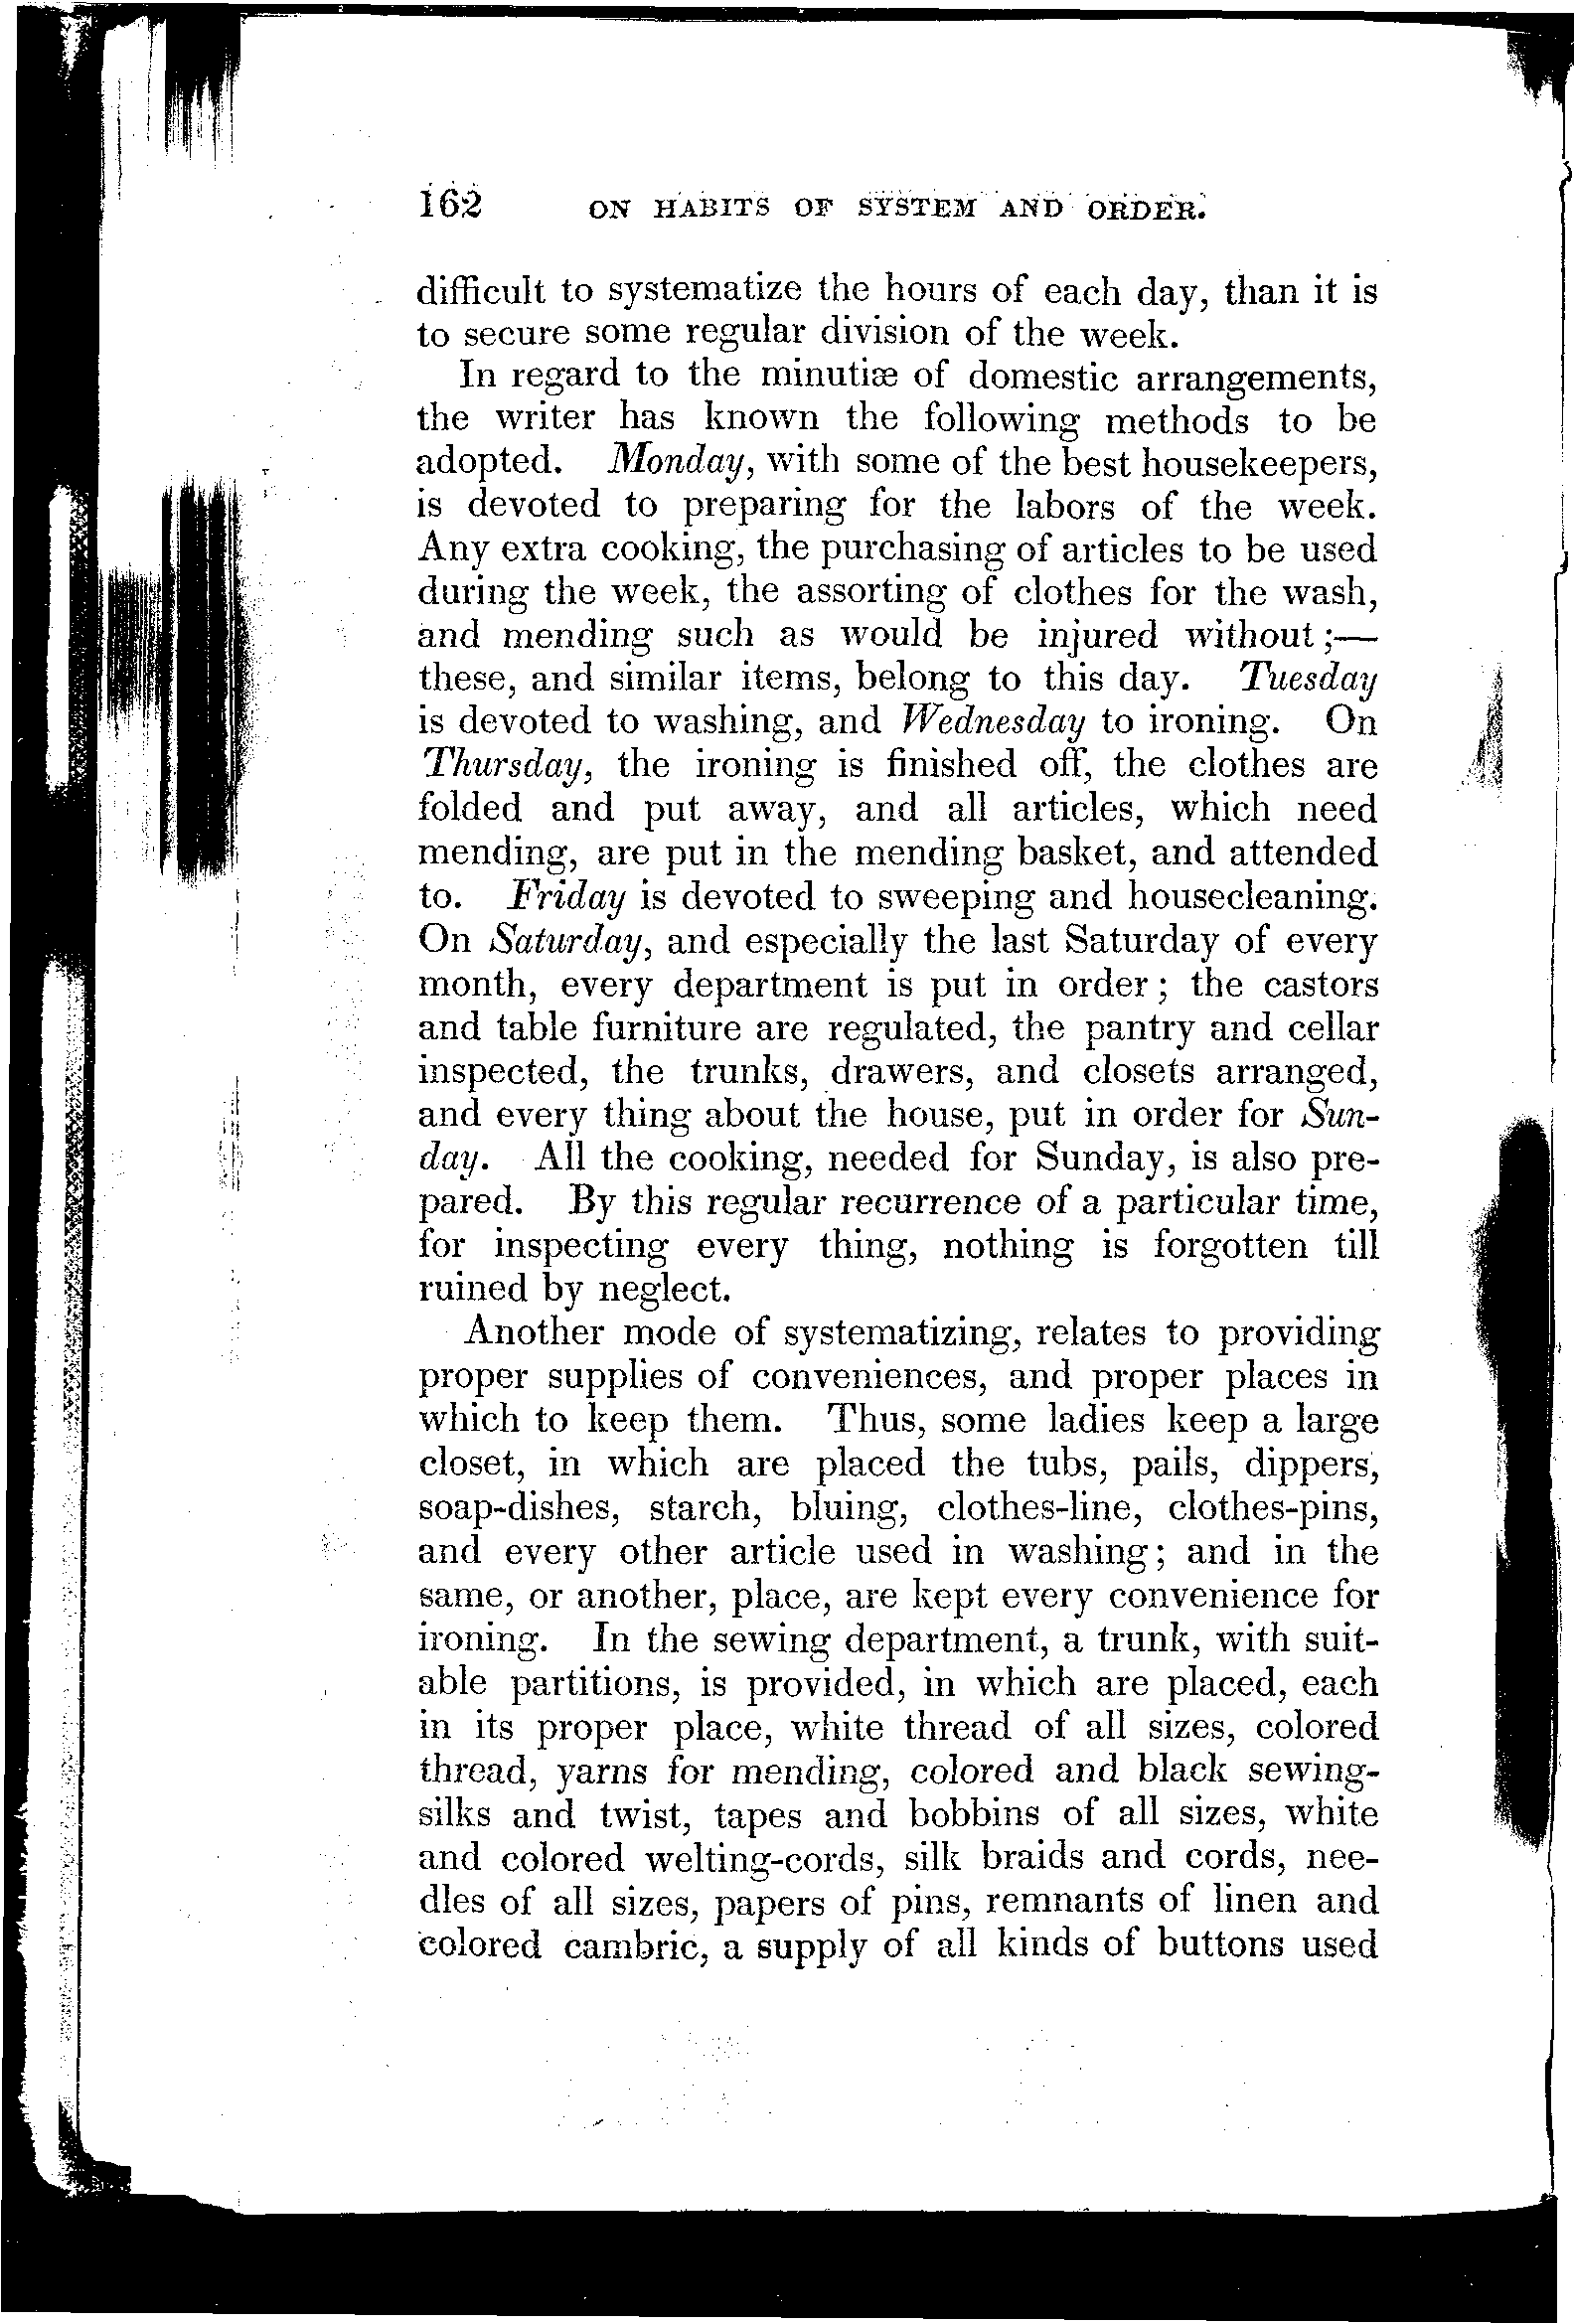 162 ON HABITS OF SYSTEM AND ORDER.
difficult to systematize the hours of each day, than it is
to secure some regular division of the week.
In regard to the minutiæ of domestic arrangements,
the writer has known the following methods to be
adopted. Monday, with some of the best housekeepers,
is devoted to preparing for the labors of the week.
Any extra cooking, the purchasing of articles to be used
during the week, the assorting of clothes for the wash,
and mending such as would be injured without;—
these, and similar items, belong to this day. Tuesday
is devoted to washing, and Wednesday to ironing. On
Thursday, the ironing is finished off, the clothes are
folded and put away, and all articles, which need
mending, are put in the mending basket, and attended
to. Friday is devoted to sweeping and housecleaning.
On Saturday, and especially the last Saturday of every
month, every department is put in order; the castors
and table furniture are regulated, the pantry and cellar
inspected, the trunks, drawers, and closets arranged,
and every thing about the house, put in order for Sun-
day. All the cooking, needed for Sunday, is also pre-
pared. By this regular recurrence of a particular time,
for inspecting every thing, nothing is forgotten till
ruined by neglect.
Another mode of systematizing, relates to providing
proper supplies of conveniences, and proper places in
which to keep them. Thus, some ladies keep a large
closet, in which are placed the tubs, pails, dippers,
soap-dishes, starch, bluing, clothes-line, clothes-pins,
and every other article used in washing; and in the
same, or another, place, are kept every convenience for
ironing. In the sewing department, a trunk, with suit-
able partitions, is provided, in which are placed, each
in its proper place, white thread of all sizes, colored
thread, yarns for mending, colored and black sewing-
silks and twist, tapes and bobbins of all sizes, white
and colored welting-cords, silk braids and cords, nee-
dles of all sizes, papers of pins, remnants of linen and
colored cambric, a supply of all kinds of buttons used